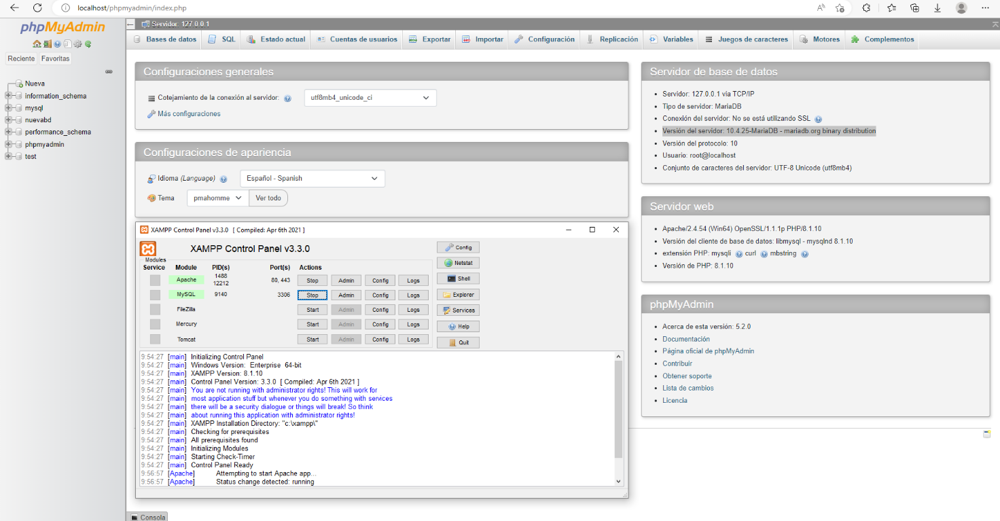 localhost/phpmyadmin/index.php
phpMyAdmin
Reciente Favoritas
Nueva
information_schema
mysql
nuevabd
performance_schema
phpmyadmin
test
Servidor: 127.0.0.1
Bases de datos SQL Estado actual Cuentas de usuarios Exportar Importar Configuración Replicación Variables Juegos de caracteres Motores Complementos
Configuraciones generales
Cotejamiento de la conexión al servidor: utf8mb4_unicode_ci
Más configuraciones
Configuraciones de apariencia
Idioma (Language) Español - Spanish
Tema pmahomme Ver todo
Servidor de base de datos
Servidor: 127.0.0.1 via TCP/IP
Tipo de servidor: MariaDB
Conexión del servidor: No se está utilizando SSL
Versión del servidor: 10.4.25-MariaDB - mariadb.org binary distribution
Versión del protocolo: 10
Usuario: root@localhost
Conjunto de caracteres del servidor: UTF-8 Unicode (utf8mb4)
Servidor web
Apache/2.4.54 (Win64) OpenSSL/1.1.1p PHP/8.1.10
Versión del cliente de base de datos: libmysql - mysqlnd 8.1.10
extensión PHP: mysqli curl mbstring
Versión de PHP: 8.1.10
phpMyAdmin
Acerca de esta versión: 5.2.0
Documentación
Página oficial de phpMyAdmin
Contribuir
Obtener soporte
Lista de cambios
Licencia
XAMPP Control Panel v3.3.0 [ Compiled: Apr 6th 2021 ]
XAMPP Control Panel v3.3.0
Modules
Service Module PID(s) Port(s) Actions
Apache 1488 12212 80, 443 Stop Admin Config Logs
MySQL 9140 3306 Stop Admin Config Logs
FileZilla Start Admin Config Logs
Mercury Start Admin Config Logs
Tomcat Start Admin Config Logs
Config
Netstat
Shell
Explorer
Services
Help
Quit
9:54:27 [main] Initializing Control Panel
9:54:27 [main] Windows Version: Enterprise 64-bit
9:54:27 [main] XAMPP Version: 8.1.10
9:54:27 [main] Control Panel Version: 3.3.0 [ Compiled: Apr 6th 2021 ]
9:54:27 [main] You are not running with administrator rights! This will work for
9:54:27 [main] most application stuff but whenever you do something with services
9:54:27 [main] there will be a security dialogue or things will break! So think
9:54:27 [main] about running this application with administrator rights!
9:54:27 [main] XAMPP Installation Directory: "c:\xampp\"
9:54:27 [main] Checking for prerequisites
9:54:27 [main] All prerequisites found
9:54:27 [main] Initializing Modules
9:54:27 [main] Starting Check-Timer
9:54:27 [main] Control Panel Ready
9:56:57 [Apache] Attempting to start Apache app...
9:56:57 [Apache] Status change detected: running
Consola